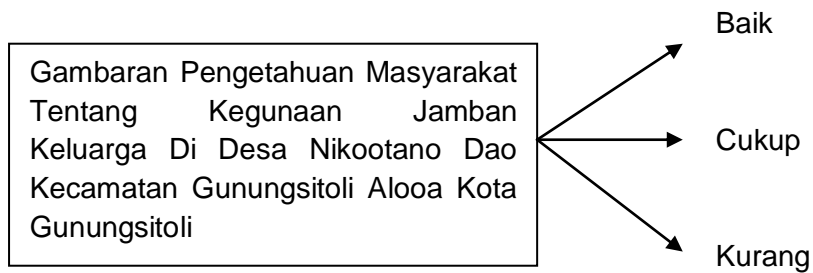 Baik
Gambaran Pengetahuan Masyarakat
Tentang Kegunaan Jamban
Keluarga Di Desa Nikootano Dao
Kecamatan Gunungsitoli Alooa Kota
Gunungsitoli
Cukup
Kurang